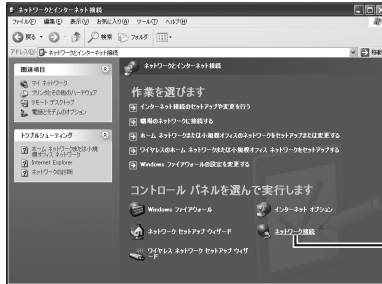 ネットワークとインターネット接続
ファイル(F) 編集(E) 表示(V) お気に入り(A) ツール(T) ヘルプ(H)
戻る 検索 フォルダ
アドレス(D) ネットワークとインターネット接続 移動
関連項目
マイ ネットワーク
プリンタとその他のハードウェア
リモート デスクトップ
電話とモデムのオプション
トラブルシューティング
ホーム ネットワークまたは小規模オフィス ネットワーク
Internet Explorer
ネットワークの診断
ネットワークとインターネット接続
作業を選びます
インターネット接続のセットアップや変更を行う
職場のネットワークに接続する
ホーム ネットワークまたは小規模オフィスのネットワークをセットアップまたは変更する
ワイヤレスのホーム ネットワークまたは小規模オフィス ネットワークをセットアップする
Windows ファイアウォールの設定を変更する
コントロール パネルを選んで実行します
Windows ファイアウォール
インターネット オプション
ネットワーク セットアップ ウィザード
ネットワーク接続
ワイヤレス ネットワーク セットアップ ウィザード